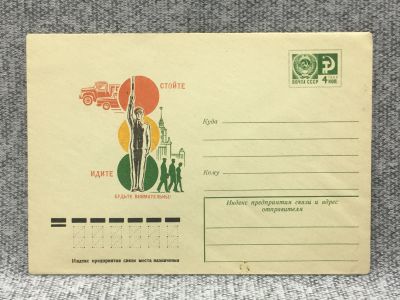 СТОЙТЕ
ИДИТЕ
БУДЬТЕ ВНИМАТЕЛЬНЫ!
ПОЧТА СССР
4 КОП
Куда
Кому
Индекс предприятия связи и адрес
отправителя
Индекс предприятия связи места назначения